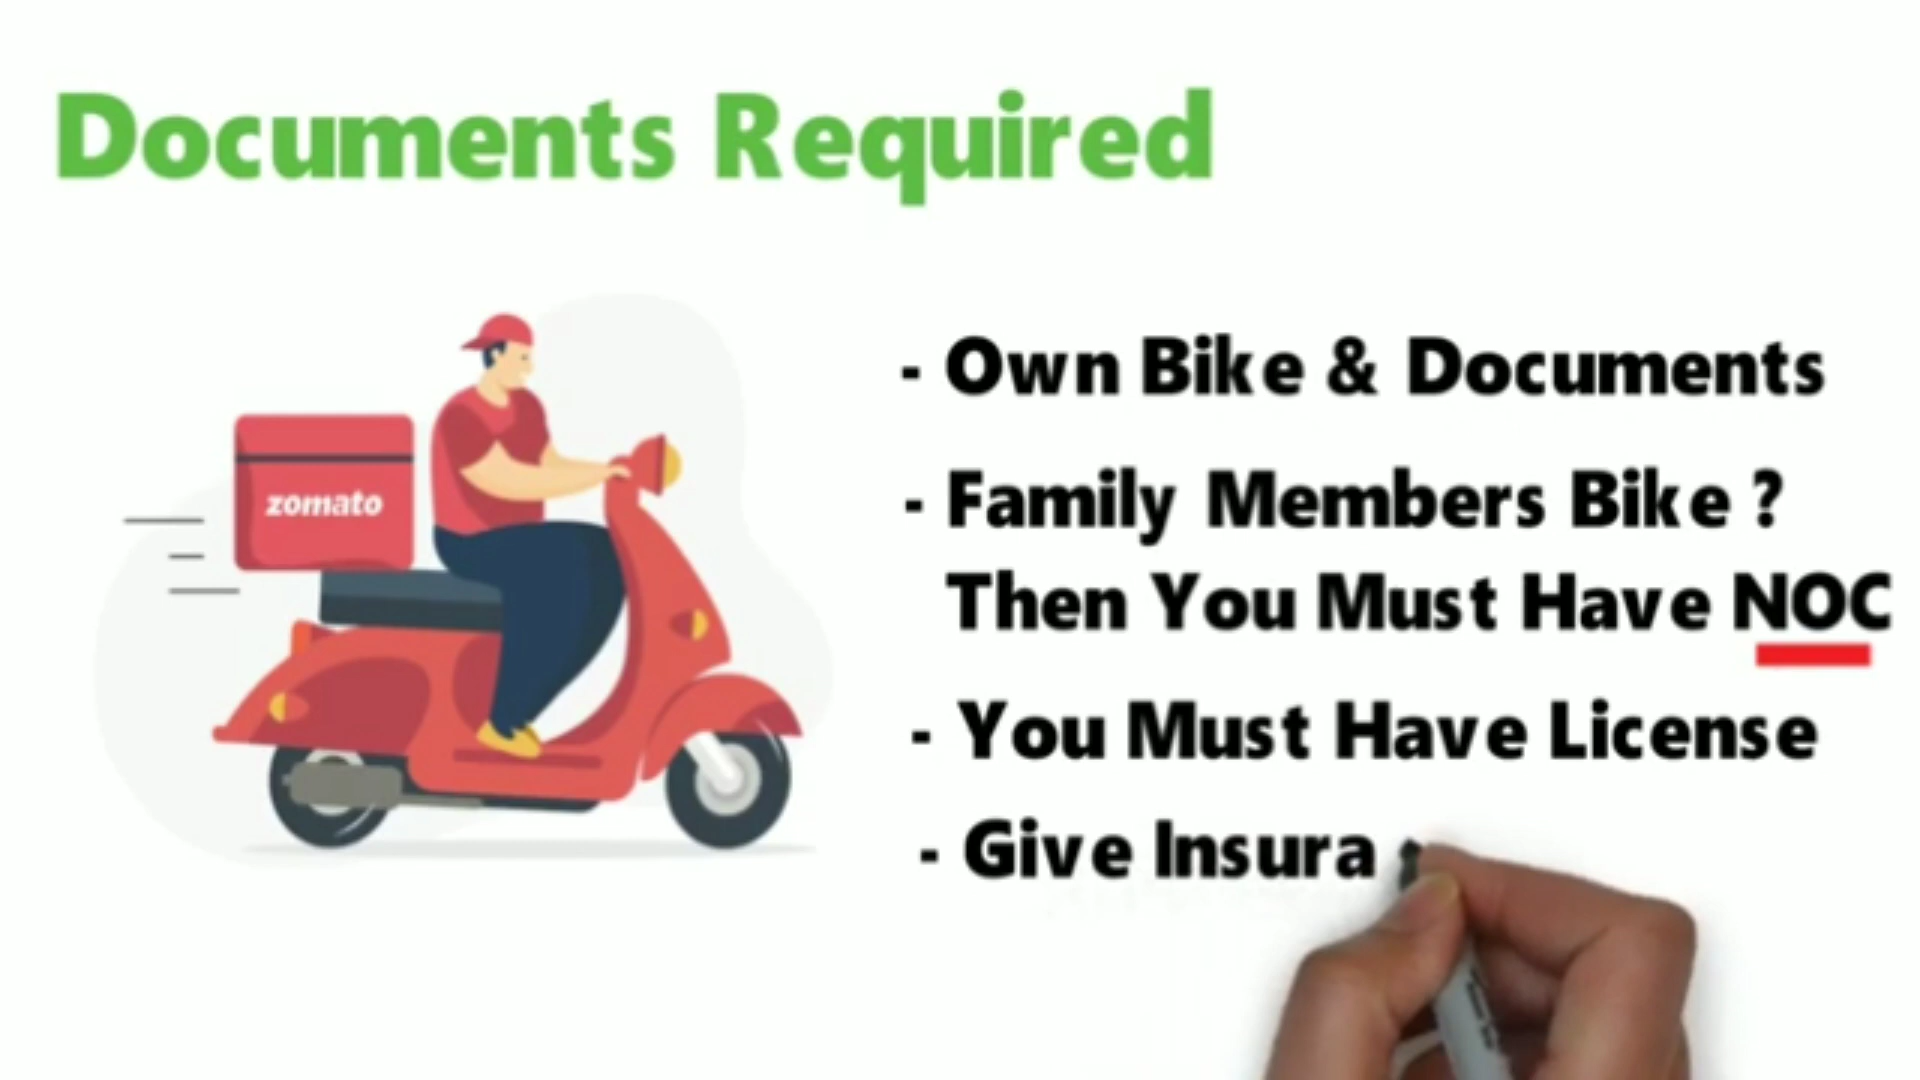 Documents Required
zomato
- Own Bike & Documents
- Family Members Bike ?
Then You Must Have NOC
- You Must Have License
- Give Insura